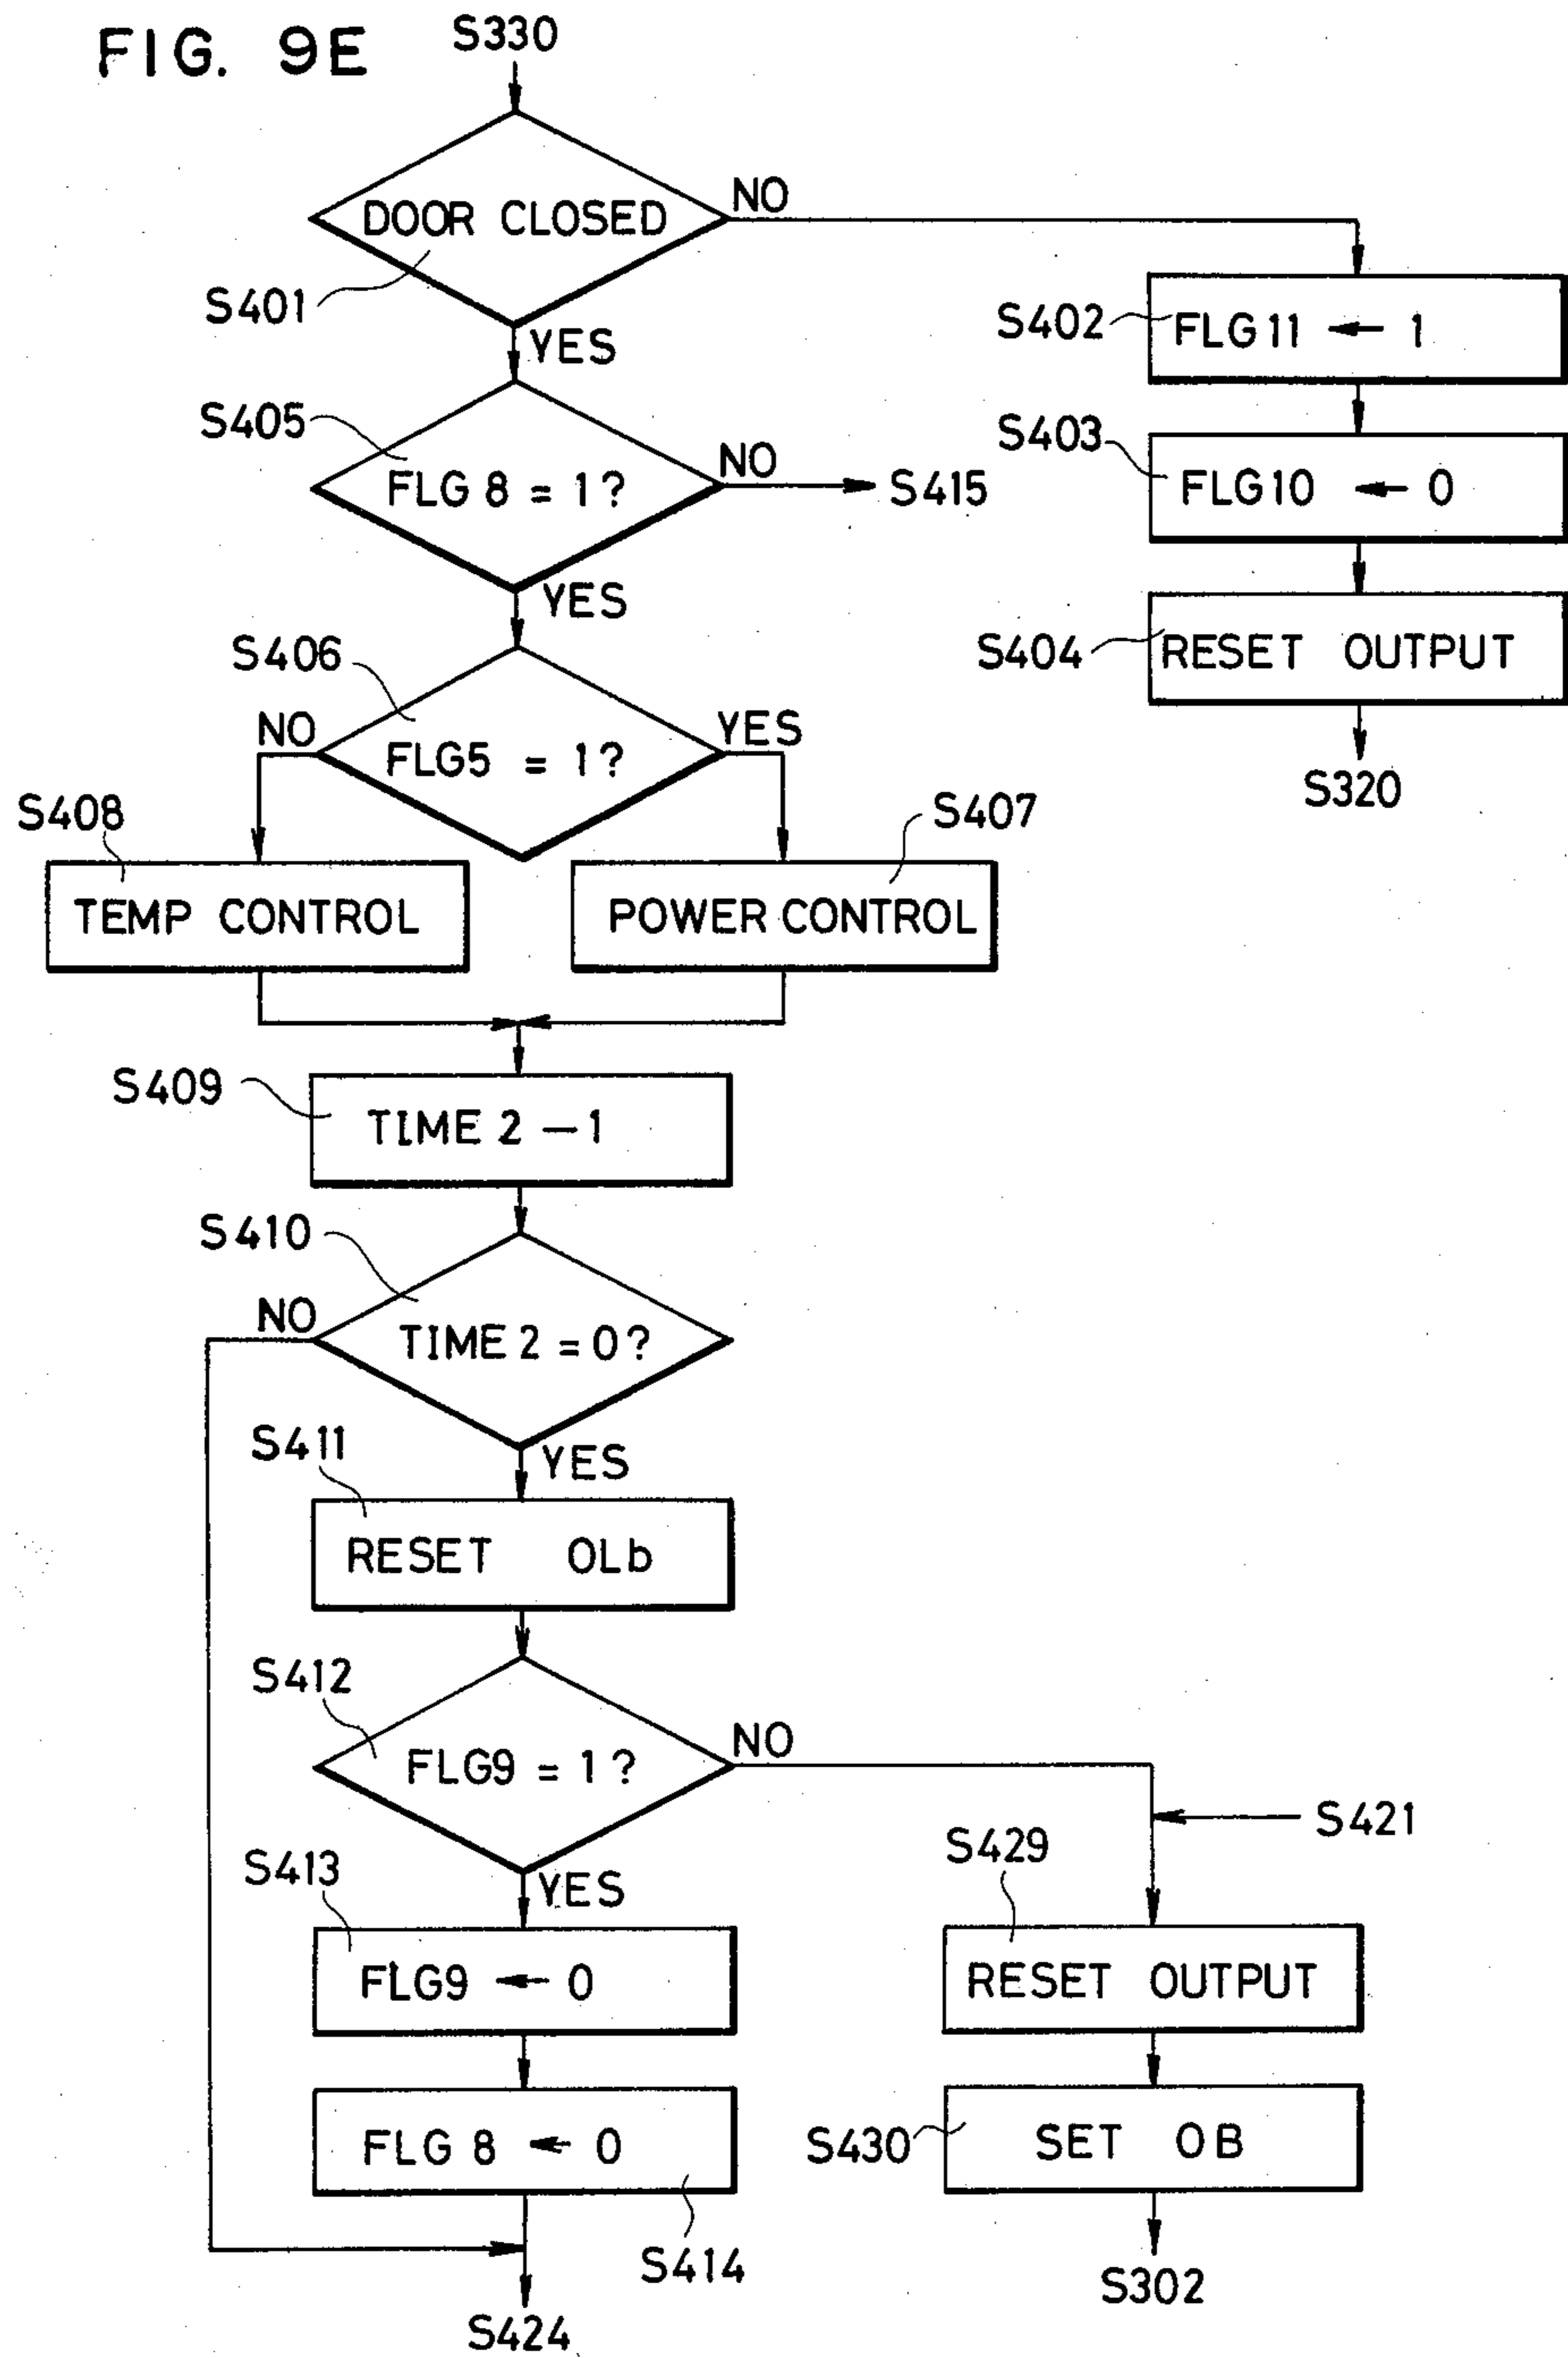 FIG. 9E
S330
DOOR CLOSED
NO
S401
YES
S402
FLG11 ← 1
S405
FLG 8 = 1?
NO
S415
S403
FLG10 ← 0
YES
S406
S404
RESET OUTPUT
NO
FLG5 = 1?
YES
S320
S408
S407
TEMP CONTROL
POWER CONTROL
S409
TIME 2 – 1
S410
NO
TIME 2 = 0?
S411
YES
RESET OLb
S412
FLG9 = 1?
NO
S421
S413
YES
S429
FLG9 ← 0
RESET OUTPUT
FLG 8 ← 0
S430
SET OB
S414
S302
S424